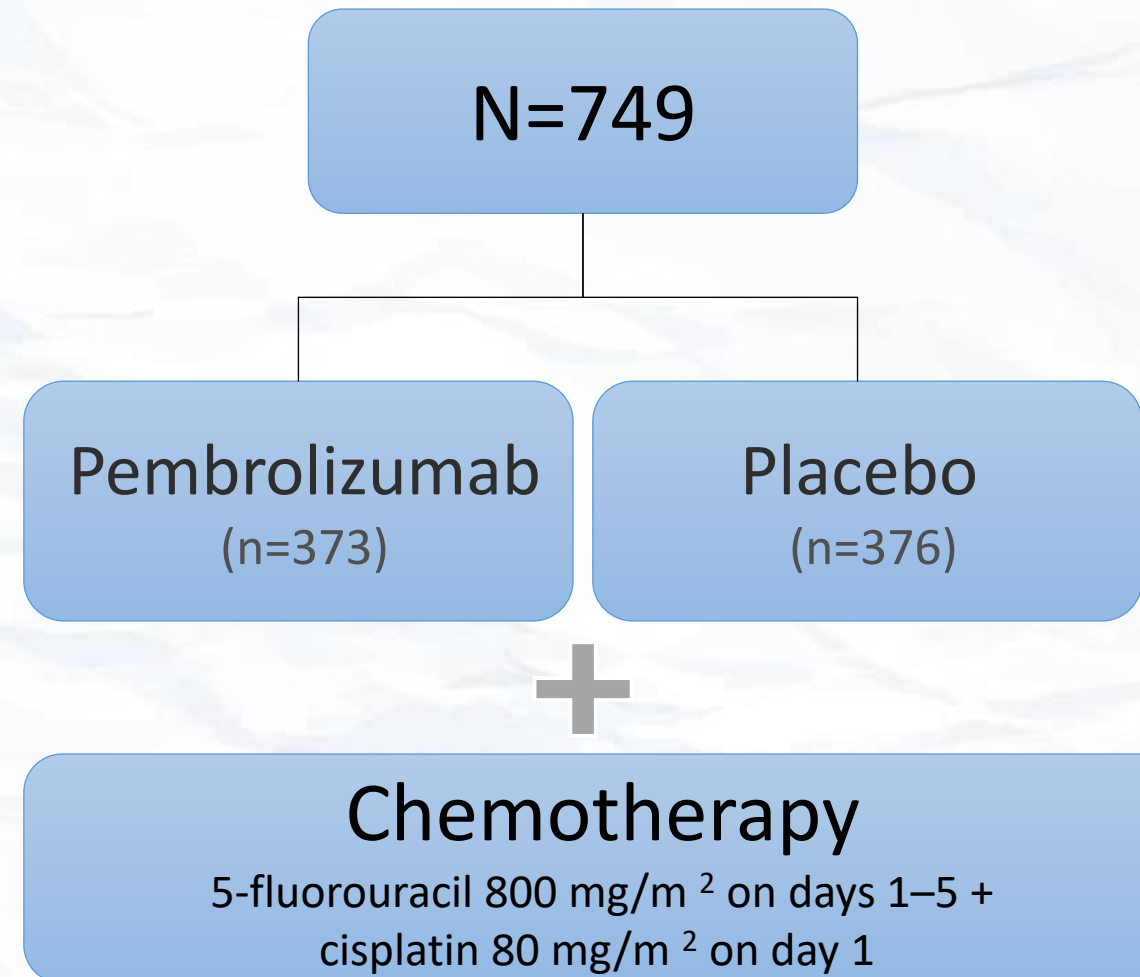 N=749
Pembrolizumab
(n=373)
Placebo
(n=376)
Chemotherapy
5-fluorouracil 800 mg/m ² on days 1–5 +
cisplatin 80 mg/m ² on day 1